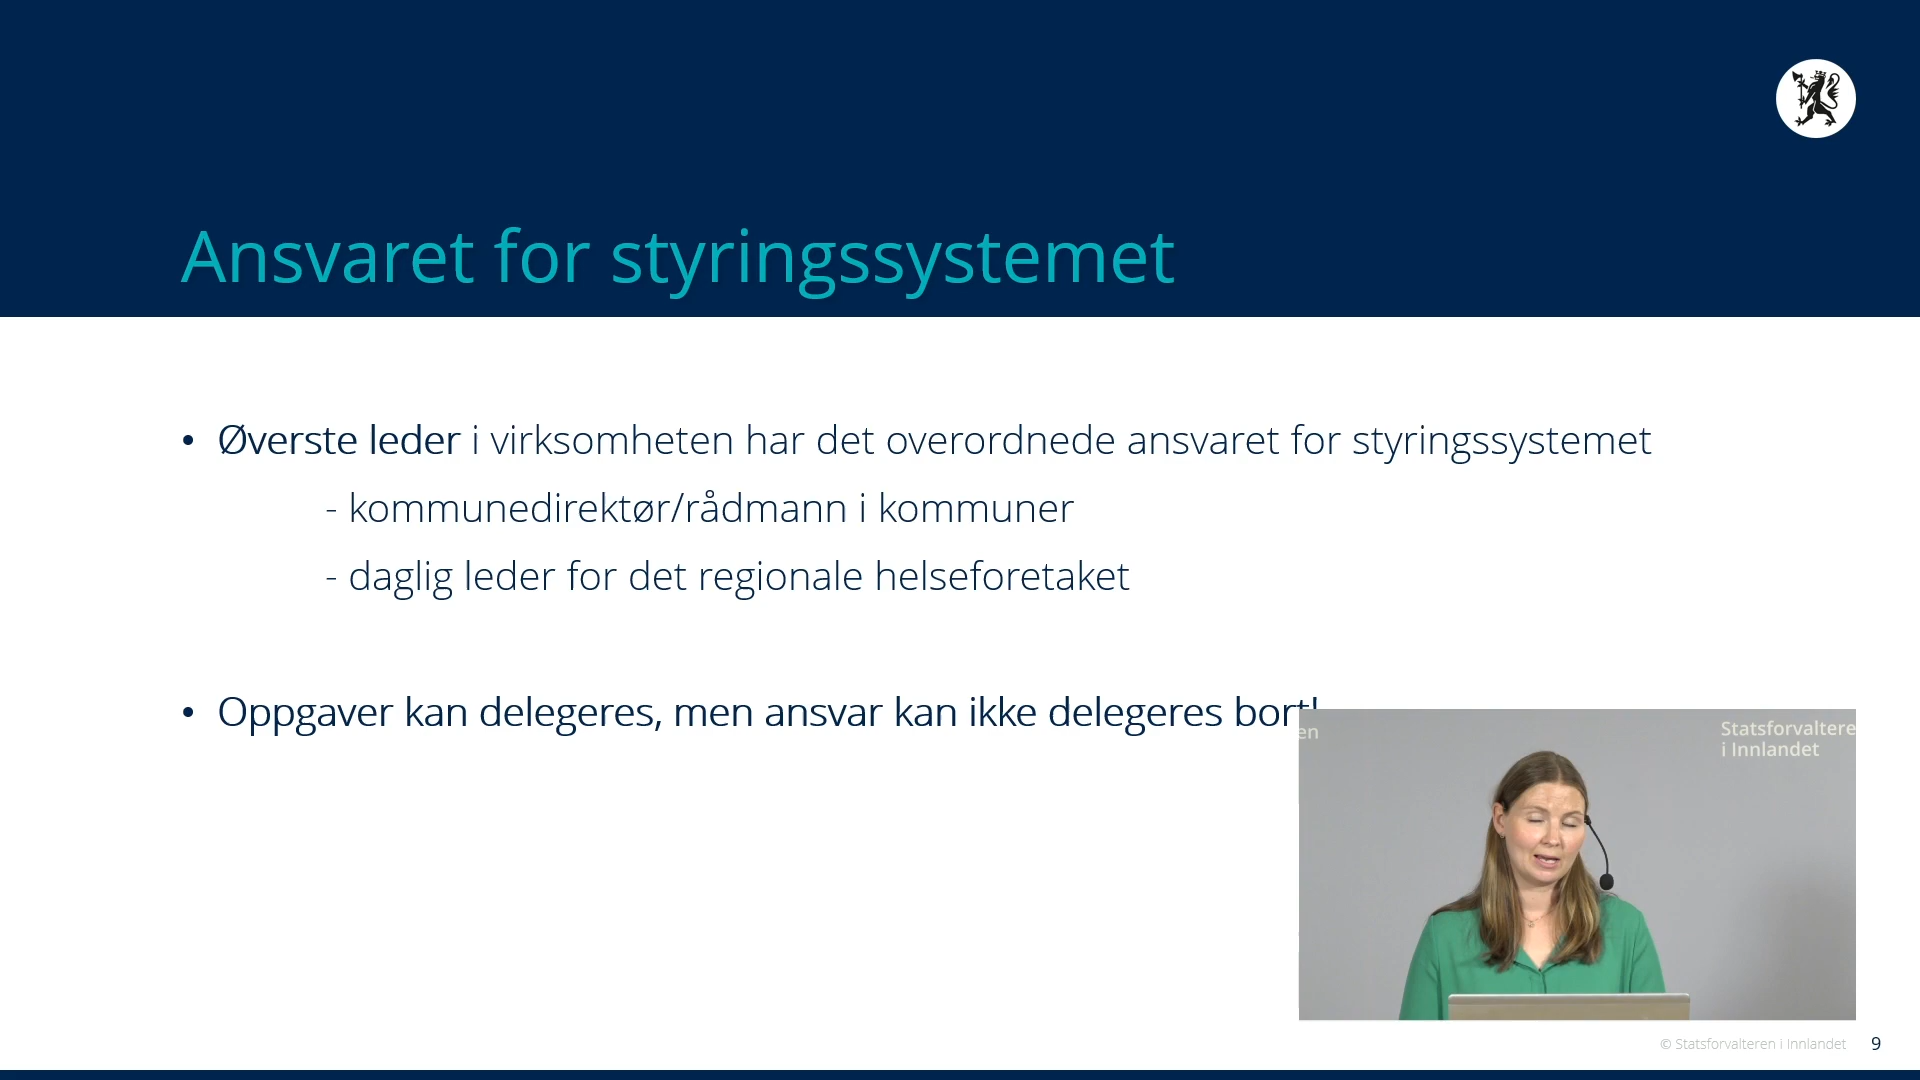 Ansvaret for styringssystemet
• Øverste leder i virksomheten har det overordnede ansvaret for styringssystemet
- kommunedirektør/rådmann i kommuner
- daglig leder for det regionale helseforetaket
• Oppgaver kan delegeres, men ansvar kan ikke delegeres bort!
en
Statsforvaltere
i Innlandet
© Statsforvalteren i Innlandet 9